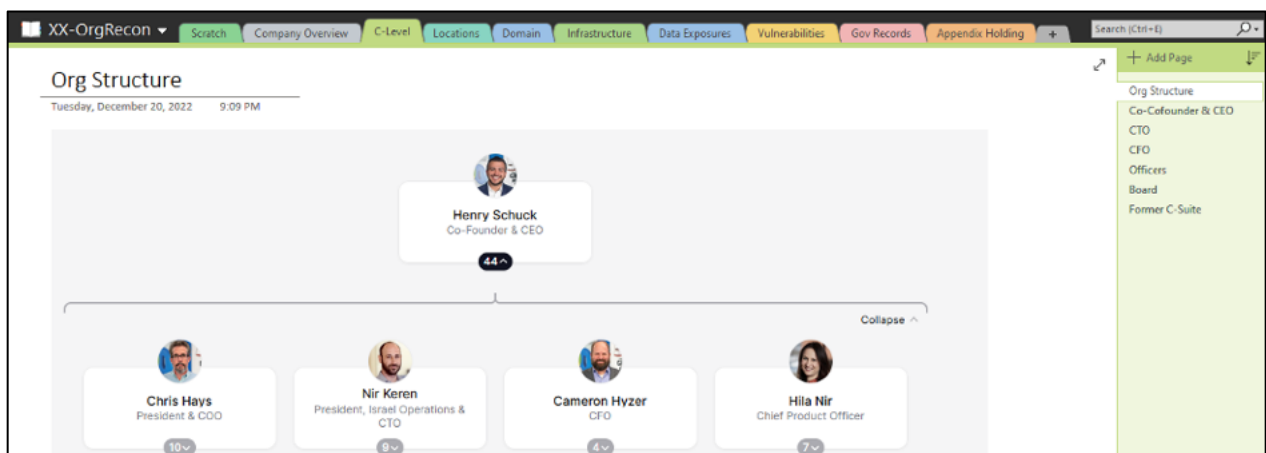 XX-OrgRecon
Scratch
Company Overview
C-Level
Locations
Domain
Infrastructure
Data Exposures
Vulnerabilities
Gov Records
Appendix Holding
+
Search (Ctrl+E)
Org Structure
Tuesday, December 20, 2022 9:09 PM
Henry Schuck
Co-Founder & CEO
44
Collapse
Chris Hays
President & COO
10
Nir Keren
President, Israel Operations &
CTO
9
Cameron Hyzer
CFO
4
Hila Nir
Chief Product Officer
7
+ Add Page
Org Structure
Co-Cofounder & CEO
CTO
CFO
Officers
Board
Former C-Suite